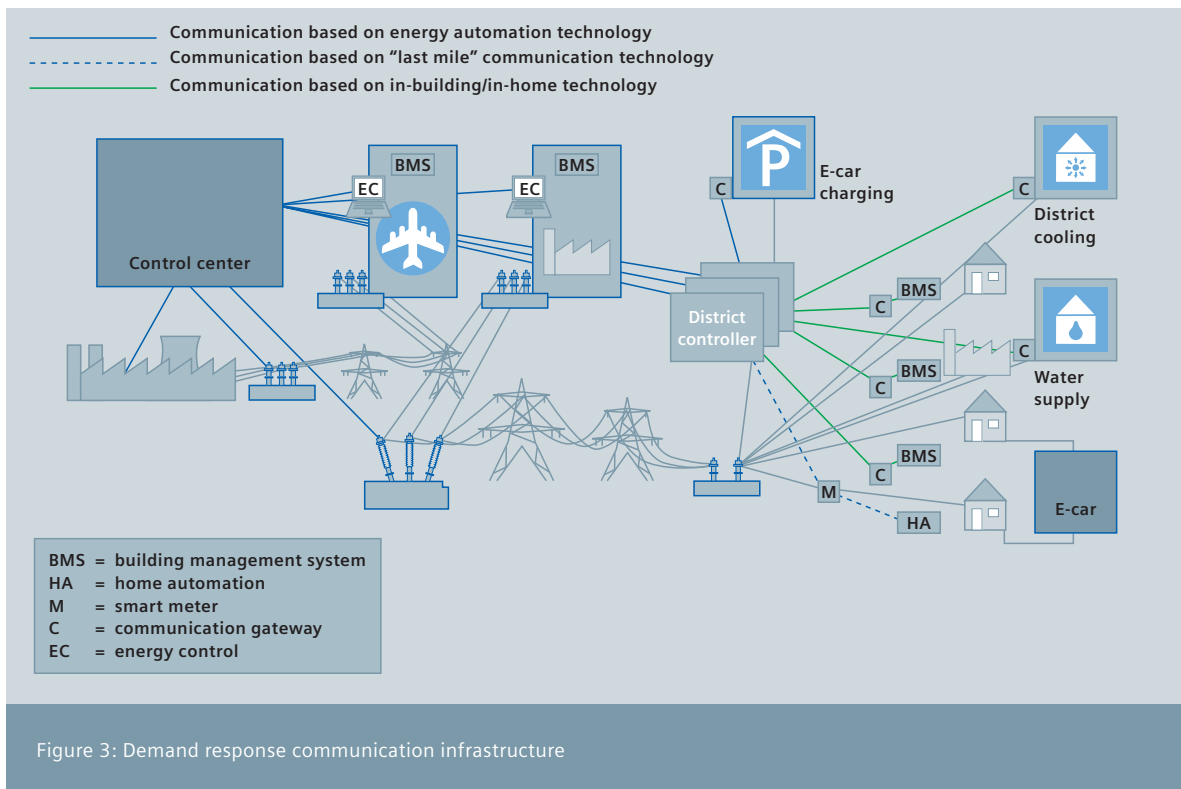 Communication based on energy automation technology
Communication based on “last mile” communication technology
Communication based on in-building/in-home technology
Control center
BMS
EC
BMS
EC
C
P
E-car
charging
C
District
cooling
District
controller
C
BMS
C
Water
supply
C
BMS
C
BMS
M
HA
E-car
BMS = building management system
HA = home automation
M = smart meter
C = communication gateway
EC = energy control
Figure 3: Demand response communication infrastructure